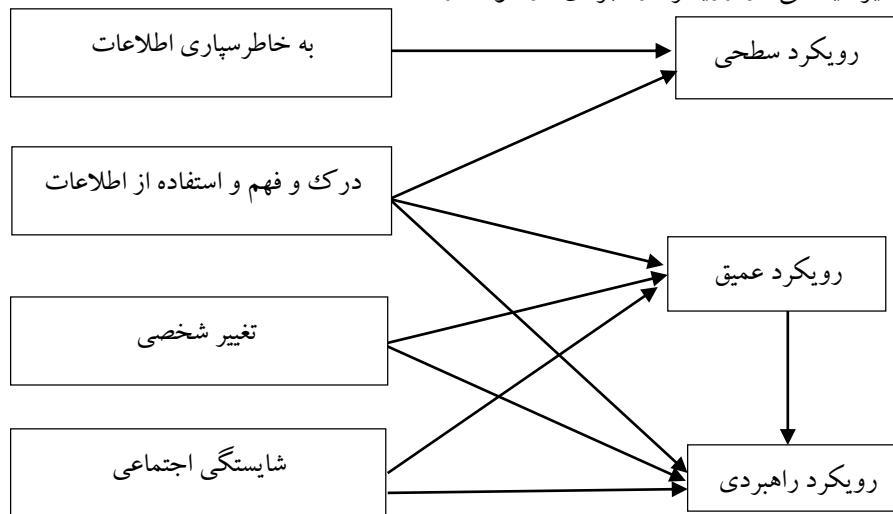 به خاطرسپاری اطلاعات
رویکرد سطحی
درک و فهم و استفاده از اطلاعات
رویکرد عمیق
تغییر شخصی
شایستگی اجتماعی
رویکرد راهبردی